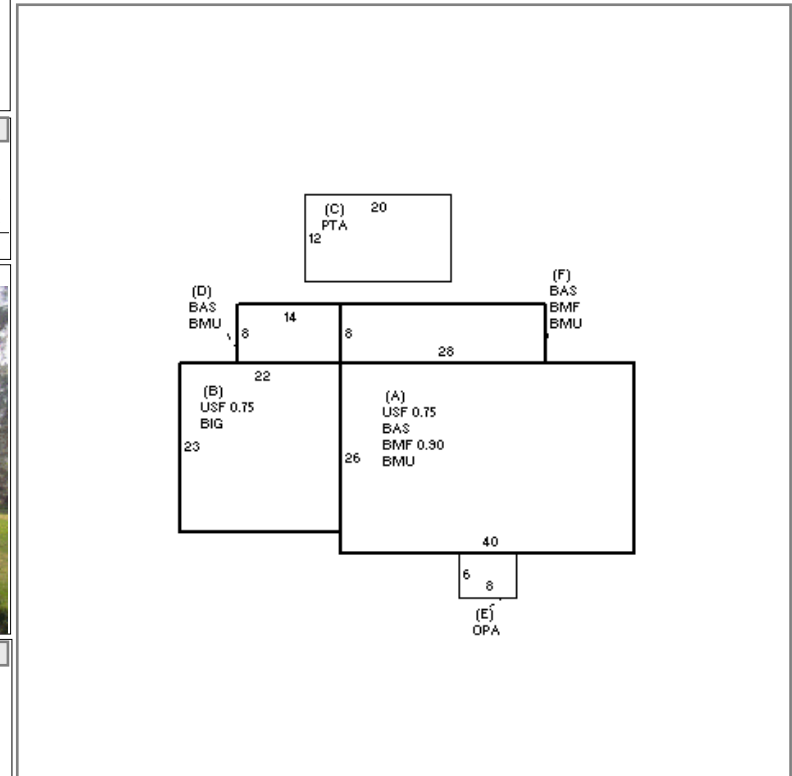 (C) 20
PTA
12
(D)
BAS
BMU
14
8
8
28
(F)
BAS
BMF
BMU
22
(B)
USF 0.75
BIG
23
(A)
USF 0.75
BAS
BMF 0.90
BMU
26
40
6
8
(E)
OPA